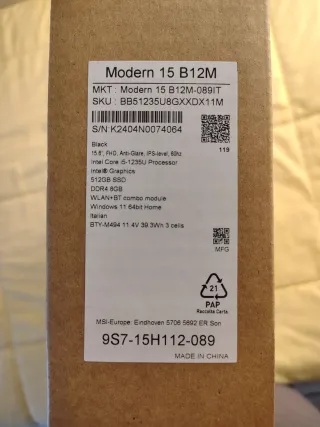 Modern 15 B12M
MKT : Modern 15 B12M-089IT
SKU : BB51235U8GXXDX11M
S/N:K2404N0074064
119
Black
15.6", FHD, Anti-Glare, IPS-level, 60hz
Intel Core i5-1235U Processor
Intel® Graphics
512GB SSD
DDR4 8GB
WLAN+BT combo module
Windows 11 64bit Home
Italian
BTY-M494 11.4V 39.3Wh 3 cells
MFG
21
PAP
Raccolta Carta
MSI-Europe: Eindhoven 5706 5692 ER Son
9S7-15H112-089
MADE IN CHINA